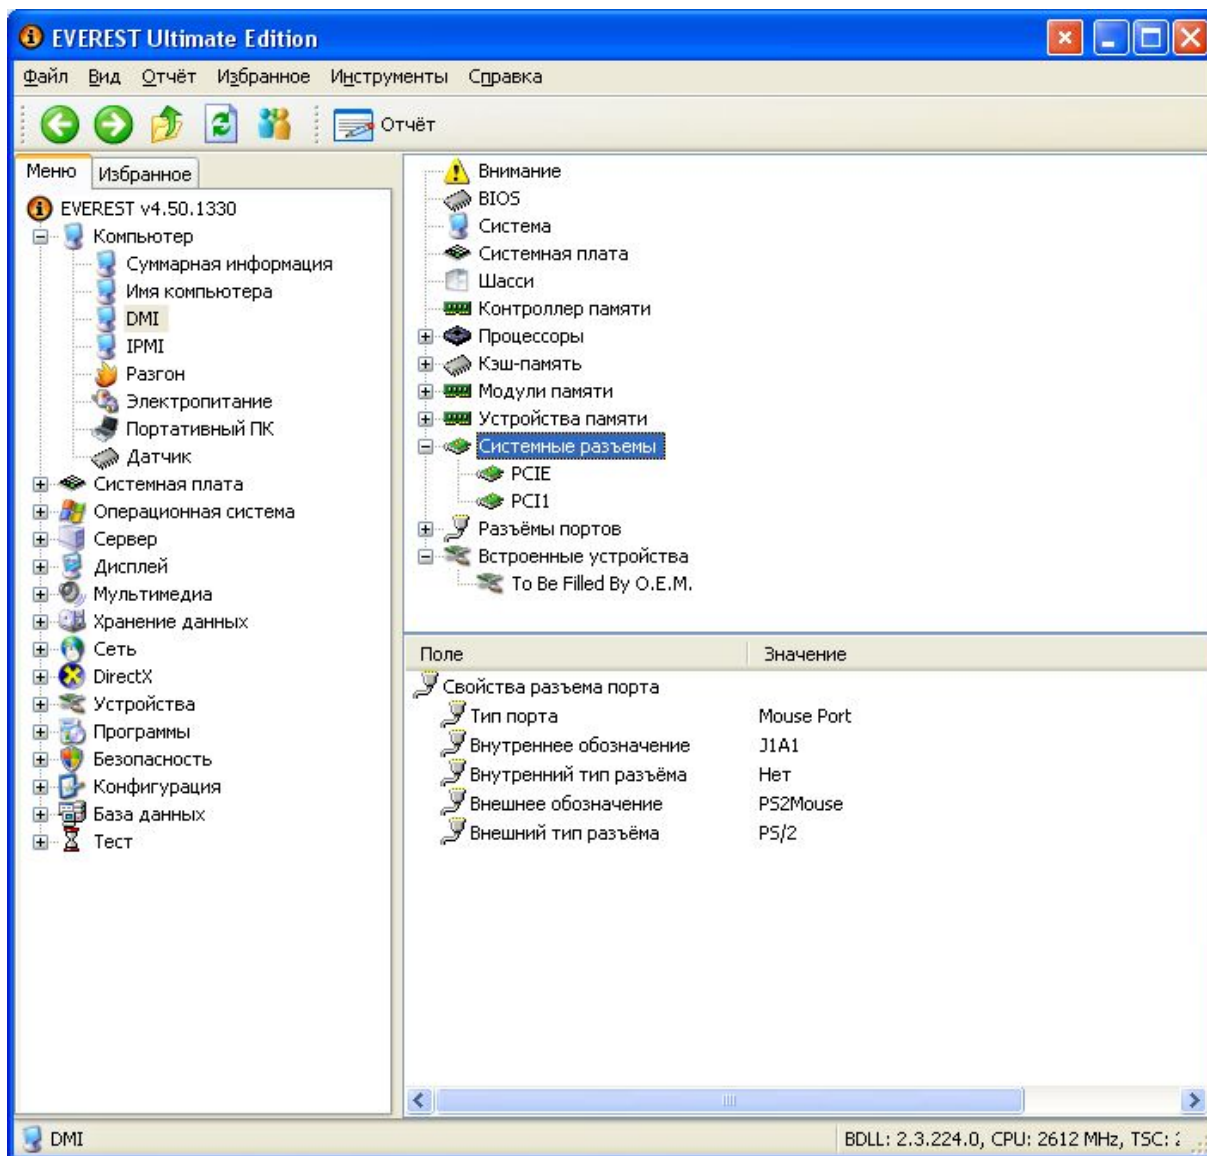 EVEREST Ultimate Edition
Файл Вид Отчёт Избранное Инструменты Справка
Отчёт
Меню Избранное
EVEREST v4.50.1330
Компьютер
Суммарная информация
Имя компьютера
DMI
IPMI
Разгон
Электропитание
Портативный ПК
Датчик
Системная плата
Операционная система
Сервер
Дисплей
Мультимедиа
Хранение данных
Сеть
DirectX
Устройства
Программы
Безопасность
Конфигурация
База данных
Тест
Внимание
BIOS
Система
Системная плата
Шасси
Контроллер памяти
Процессоры
Кэш-память
Модули памяти
Устройства памяти
Системные разъемы
PCIE
PCI1
Разъёмы портов
Встроенные устройства
To Be Filled By O.E.M.
Поле Значение
Свойства разъема порта
Тип порта Mouse Port
Внутреннее обозначение J1A1
Внутренний тип разъёма Нет
Внешнее обозначение PS2Mouse
Внешний тип разъёма PS/2
DMI BDLL: 2.3.224.0, CPU: 2612 MHz, TSC: